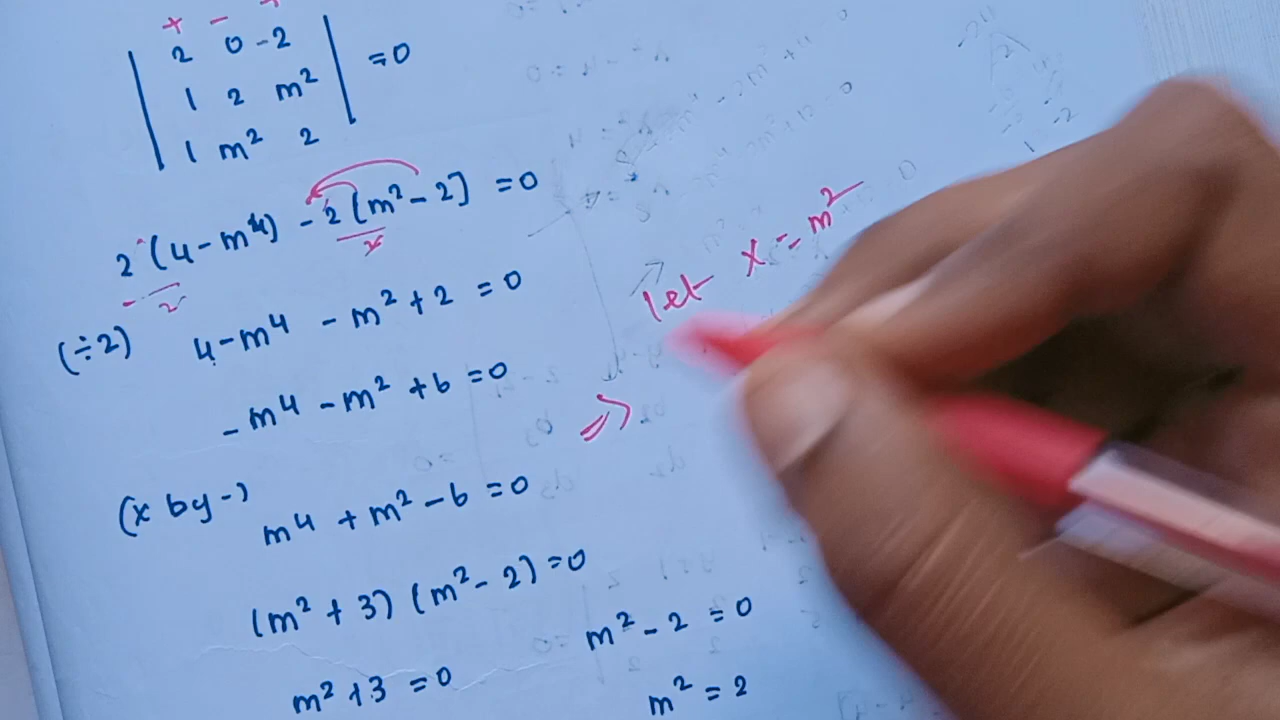 + - +
2 0 -2
1 2 m² = 0
1 m² 2
2 (4 - m⁴) - 2 (m² - 2] = 0
(÷2) 4 - m⁴ - m² + 2 = 0
- m⁴ - m² + 6 = 0
(x by -) m⁴ + m² - 6 = 0
(m² + 3) (m² - 2) = 0
m² + 3 = 0
m² - 2 = 0
m² = 2
let x = m²
⇒